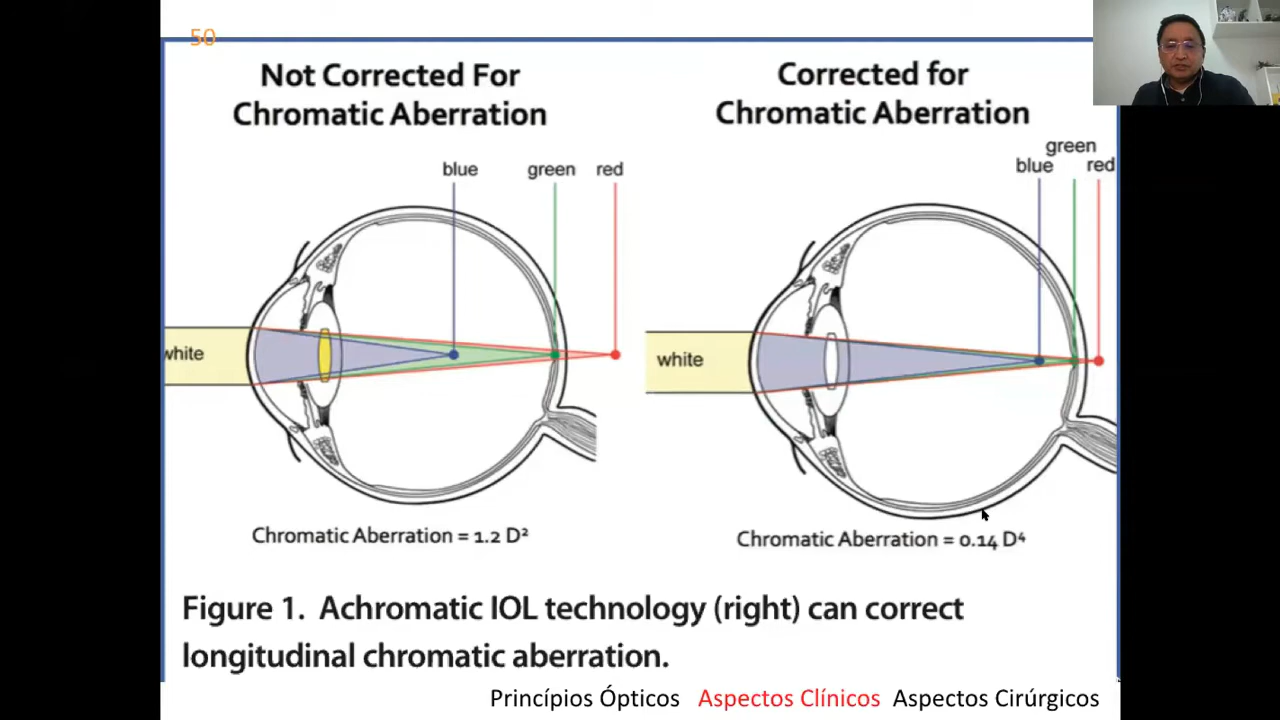 50
Not Corrected For
Chromatic Aberration
blue
green
red
white
Chromatic Aberration = 1.2 D²
Corrected for
Chromatic Aberration
green
blue
red
white
Chromatic Aberration = 0.14 D⁴
Figure 1. Achromatic IOL technology (right) can correct
longitudinal chromatic aberration.
Princípios Ópticos Aspectos Clínicos Aspectos Cirúrgicos